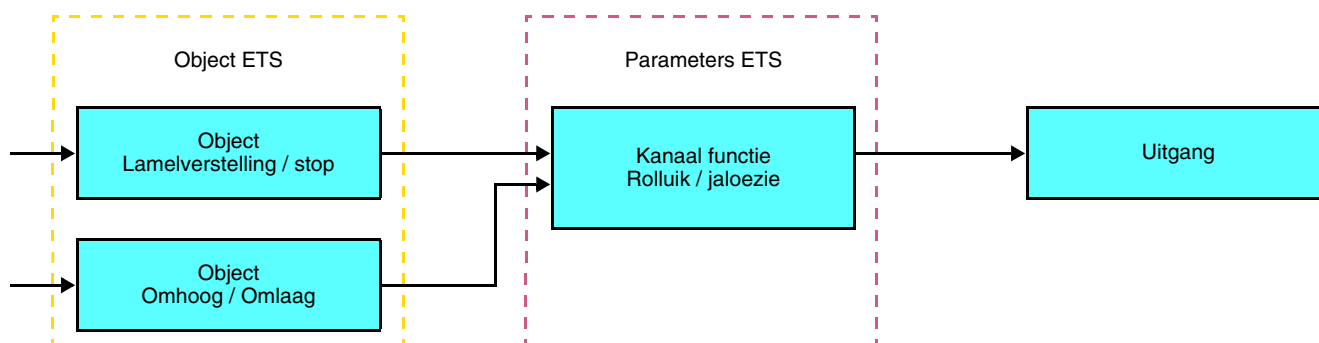 Object ETS
Parameters ETS
Object
Lamelverstelling / stop
Kanaal functie
Rolluik / jaloezie
Uitgang
Object
Omhoog / Omlaag